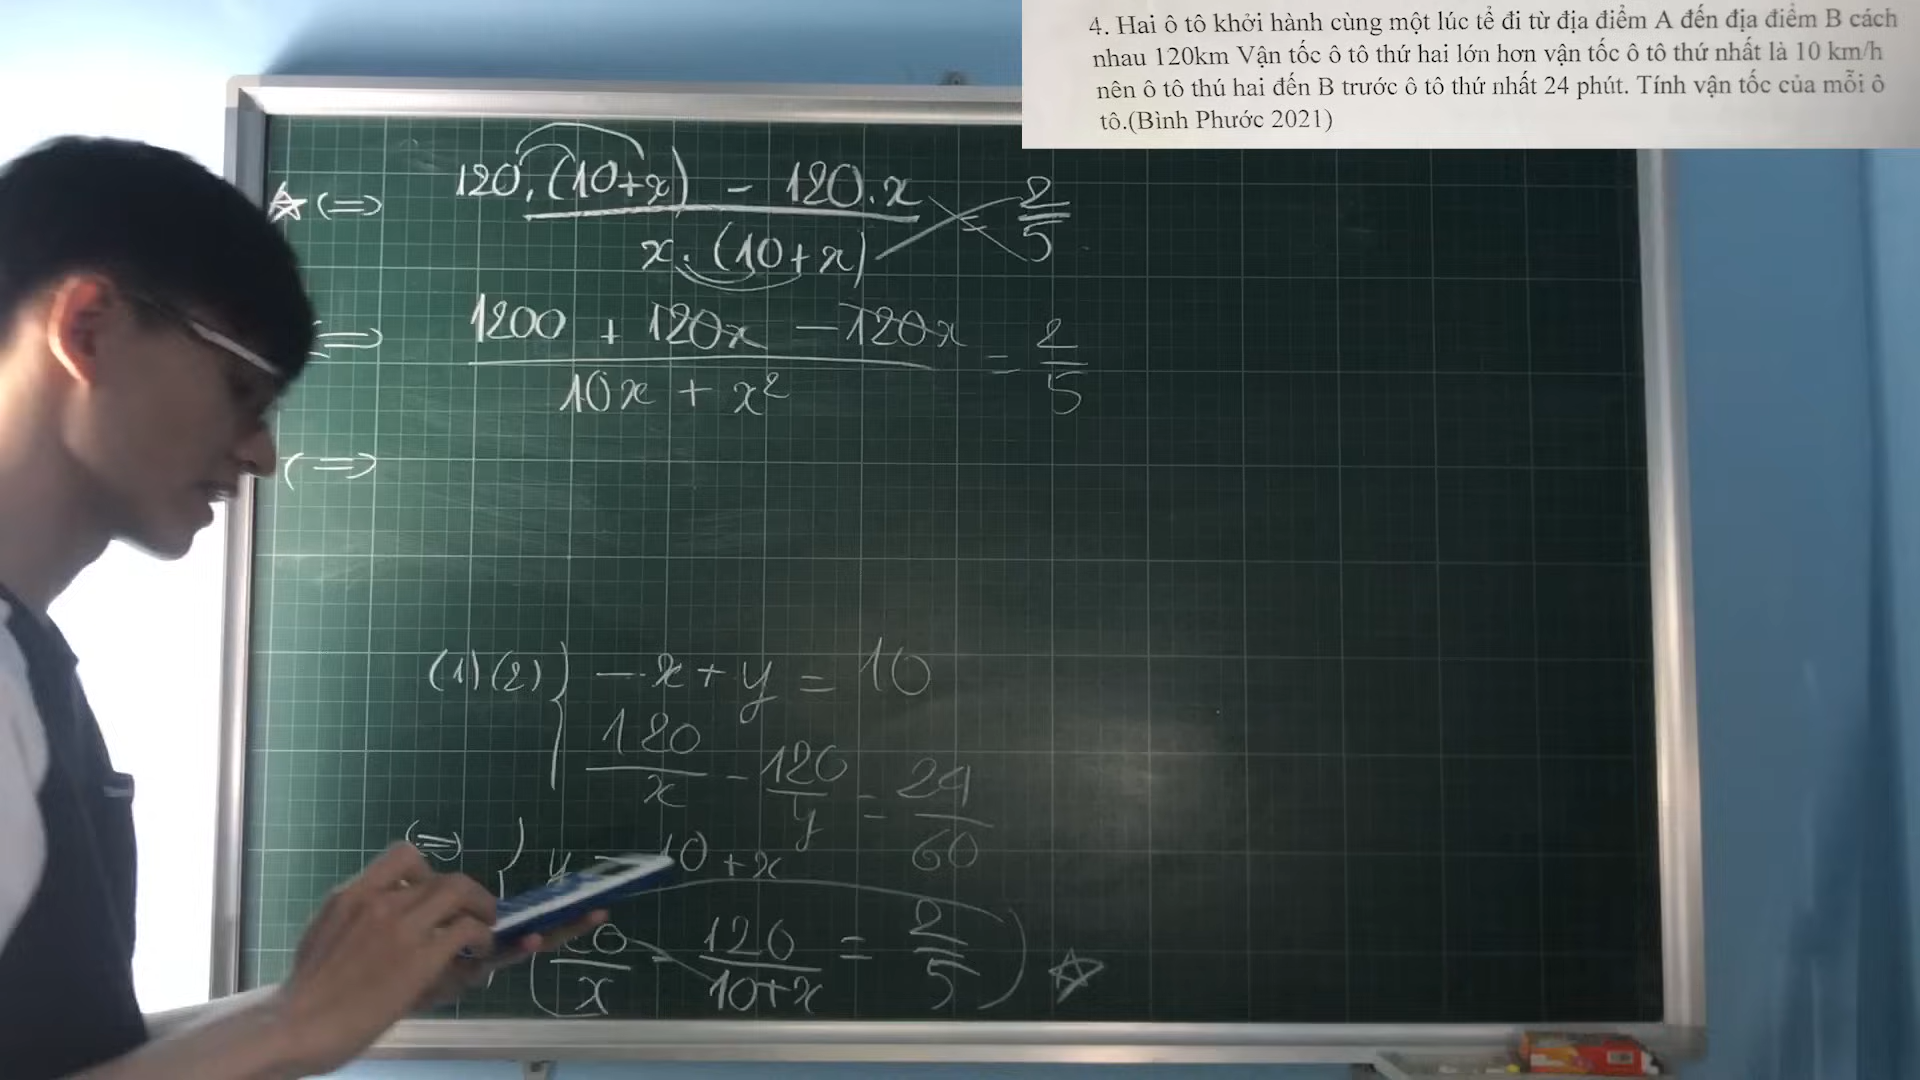 4. Hai ô tô khởi hành cùng một lúc tể đi từ địa điểm A đến địa điểm B cách
nhau 120km Vận tốc ô tô thứ hai lớn hơn vận tốc ô tô thứ nhất là 10 km/h
nên ô tô thú hai đến B trước ô tô thứ nhất 24 phút. Tính vận tốc của mỗi ô
tô.(Bình Phước 2021)
☆ <=> 120.(10+x) - 120.x / x.(10+x) = 2/5
<=> 1200 + 120x - 120x / 10x + x² = 2/5
<=>
(1)(2) { -x + y = 10
120/x - 120/y = 24/60
<=> { y = 10 + x
20/x - 120/10+x = 2/5 ☆